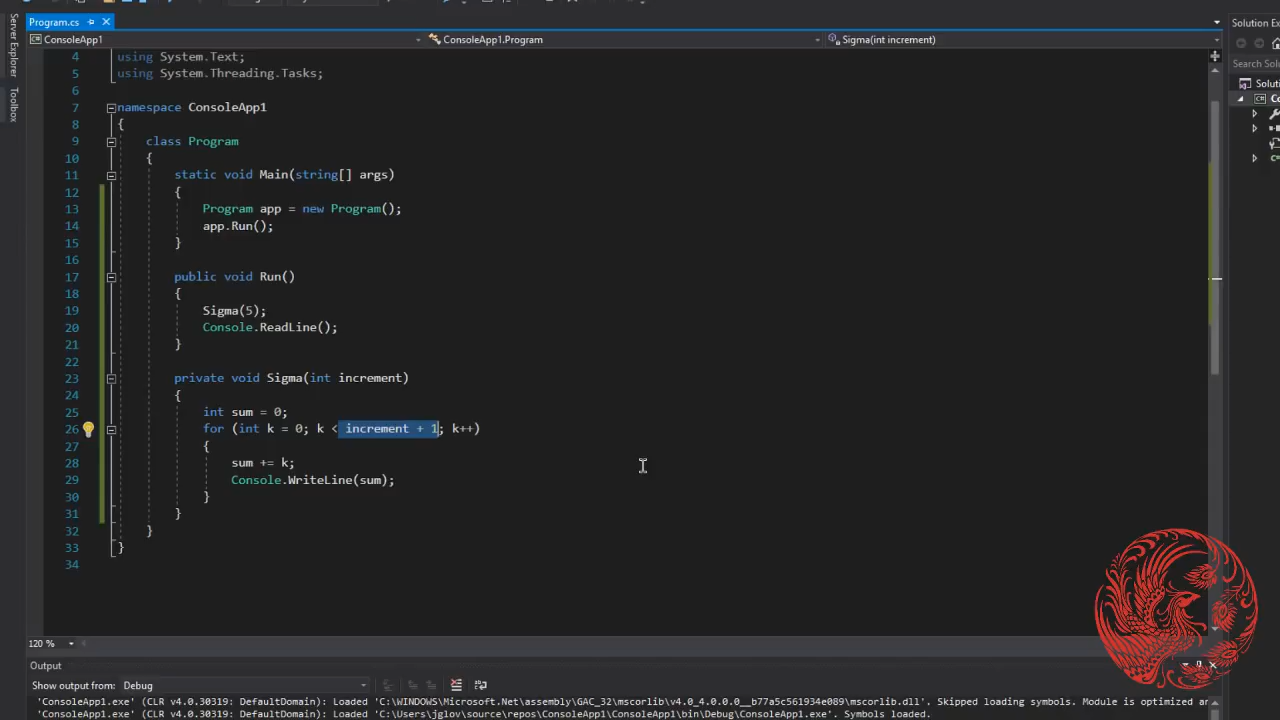 Program.cs
ConsoleApp1
ConsoleApp1.Program
Sigma(int increment)
Server Explorer
Toolbox
Solution E
Search Solu
Solutio
4 using System.Text;
5 using System.Threading.Tasks;
6
7 namespace ConsoleApp1
8 {
9 class Program
10 {
11 static void Main(string[] args)
12 {
13 Program app = new Program();
14 app.Run();
15 }
16
17 public void Run()
18 {
19 Sigma(5);
20 Console.ReadLine();
21 }
22
23 private void Sigma(int increment)
24 {
25 int sum = 0;
26 for (int k = 0; k < increment + 1; k++)
27 {
28 sum += k;
29 Console.WriteLine(sum);
30 }
31 }
32 }
33 }
34
120 %
Output
Show output from: Debug
'ConsoleApp1.exe' (CLR v4.0.30319: DefaultDomain): Loaded 'C:\WINDOWS\Microsoft.Net\assembly\GAC_32\mscorlib\v4.0_4.0.0.0__b77a5c561934e089\mscorlib.dll'. Skipped loading symbols. Module is optimized an
'ConsoleApp1.exe' (CLR v4.0.30319: DefaultDomain): Loaded 'C:\Users\jglov\source\repos\ConsoleApp1\ConsoleApp1\bin\Debug\ConsoleApp1.exe'. Symbols loaded.